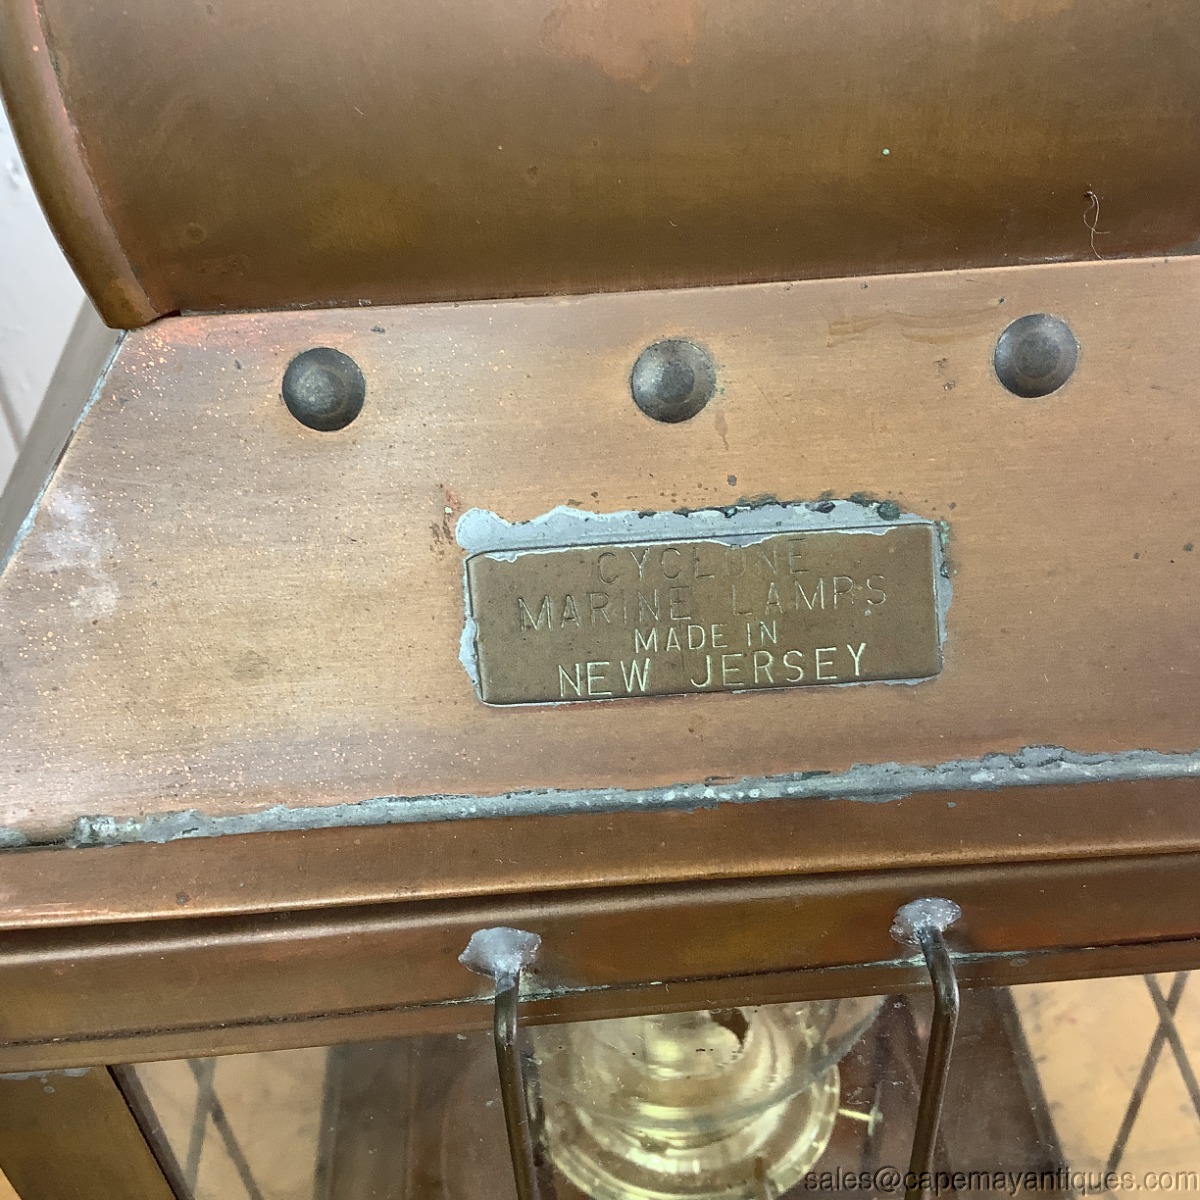 CYCLONE
MARINE LAMPS
MADE IN
NEW JERSEY
sales@capemayantiques.com